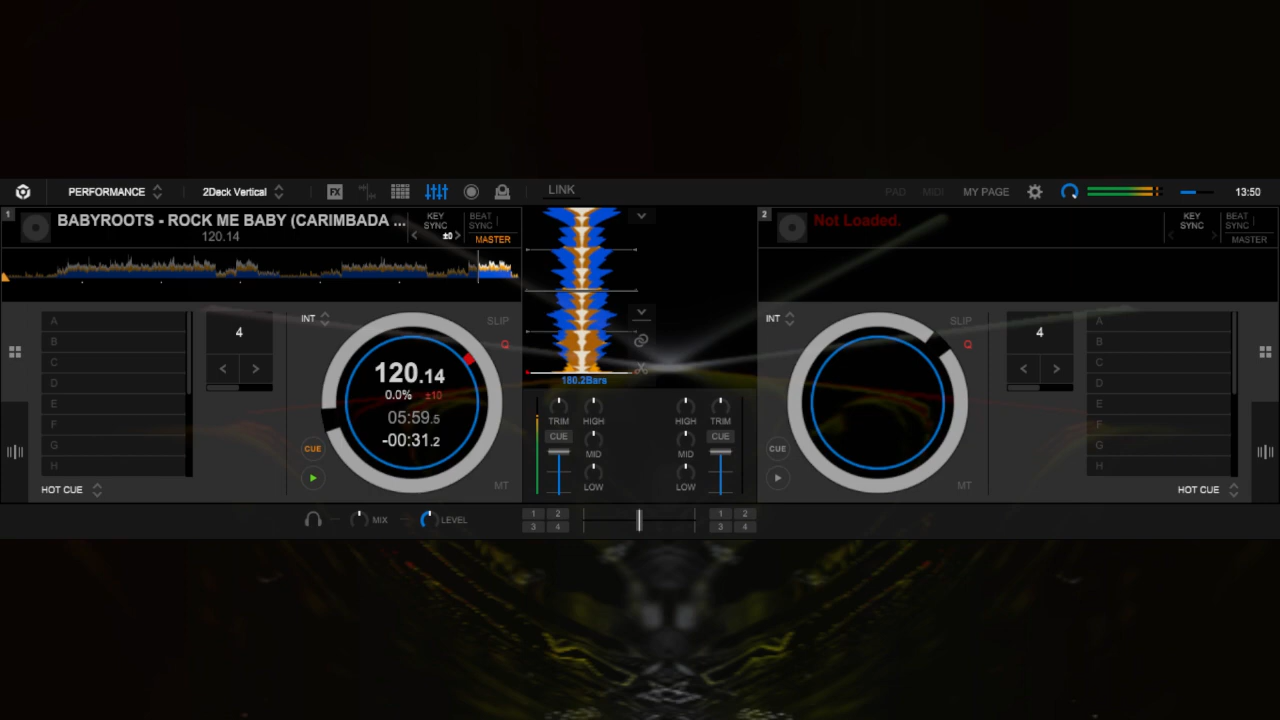 PERFORMANCE 2Deck Vertical FX LINK PAD MIDI MY PAGE 13:50
1 BABYROOTS - ROCK ME BABY (CARIMBADA ... KEY SYNC BEAT SYNC
120.14 < ±0 > MASTER
2 Not Loaded. KEY SYNC BEAT SYNC
< > MASTER
A
B
C
D
E
F
G
H
HOT CUE
4
< >
INT SLIP
Q
120.14
0.0% ±10
05:59.5
-00:31.2
CUE
MT
180.2Bars
TRIM HIGH HIGH TRIM
CUE CUE
MID MID
LOW LOW
INT SLIP
Q
CUE
MT
4
< >
A
B
C
D
E
F
G
H
HOT CUE
MIX LEVEL
1 2 1 2
3 4 3 4